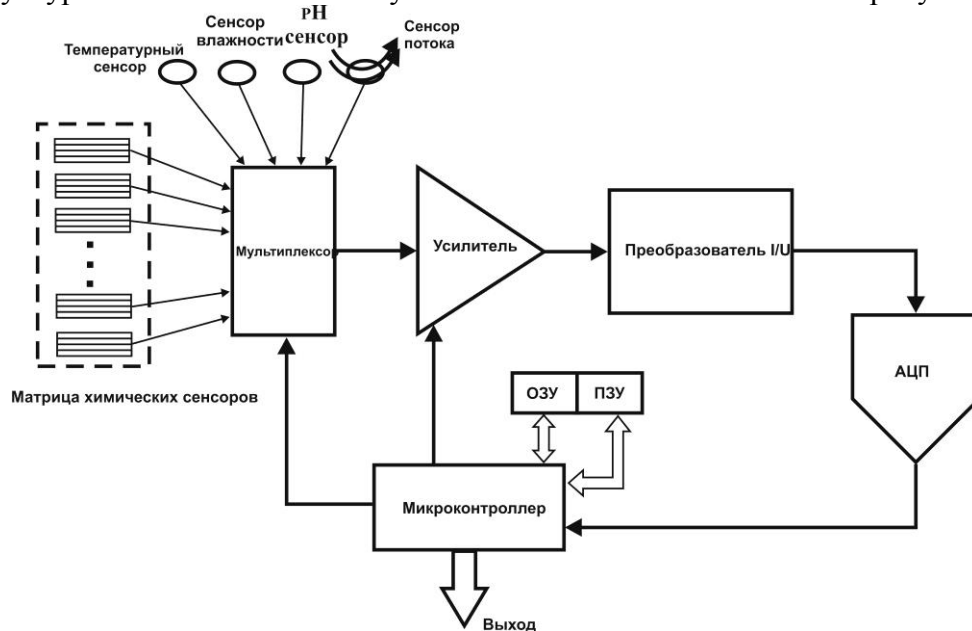 pH
Сенсор
влажности
сенсор
Сенсор
потока
Температурный
сенсор
Мультиплексор
Усилитель
Преобразователь I/U
АЦП
Матрица химических сенсоров
ОЗУ
ПЗУ
Микроконтроллер
Выход